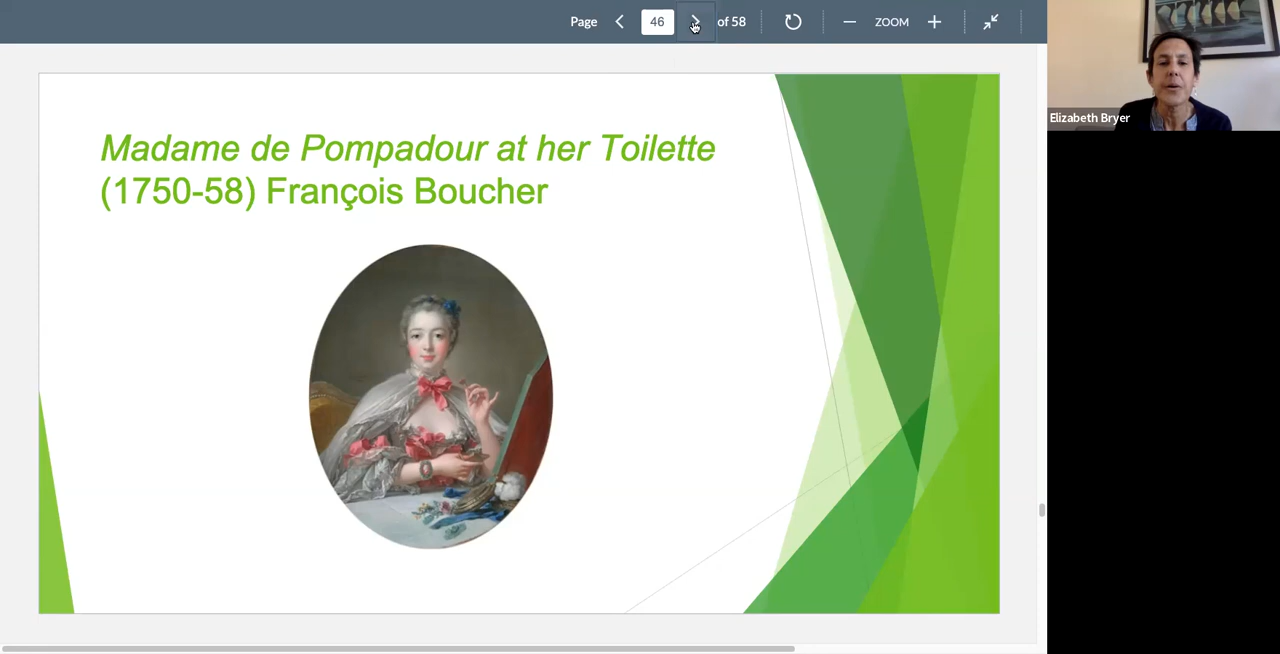 Page 46 of 58 ZOOM
Elizabeth Bryer
Madame de Pompadour at her Toilette
(1750-58) François Boucher